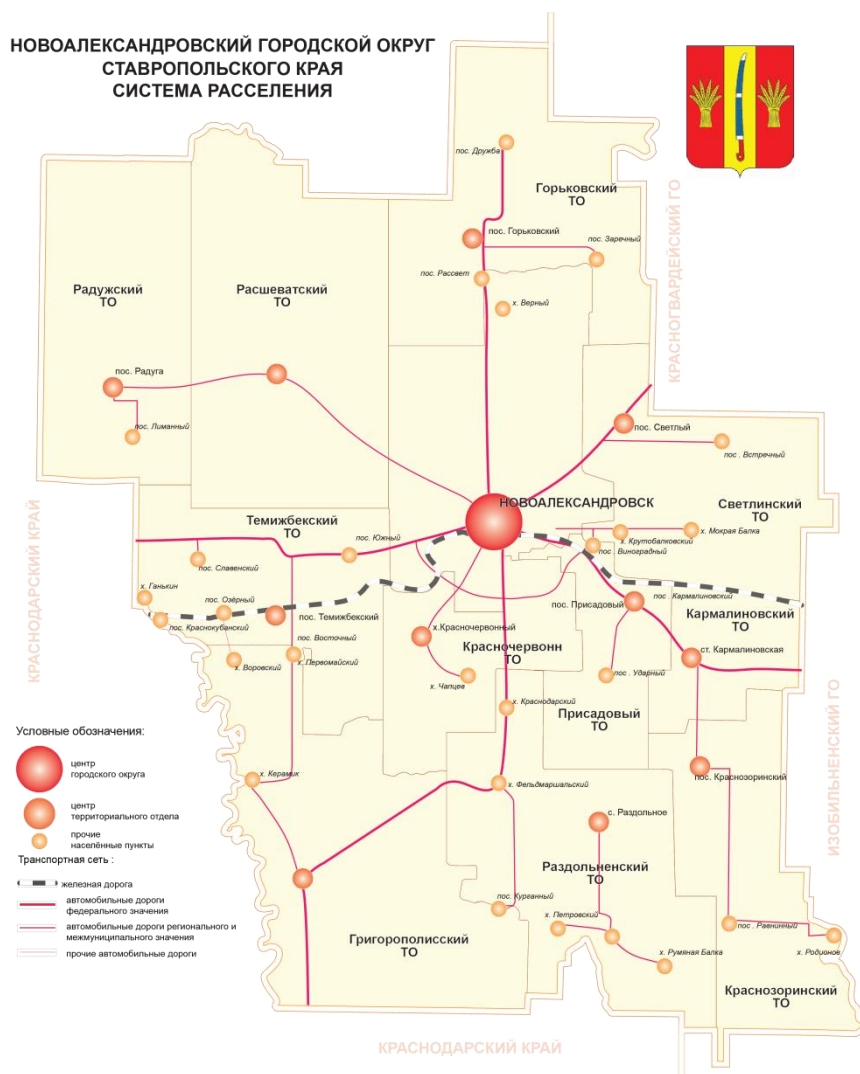 НОВОАЛЕКСАНДРОВСКИЙ ГОРОДСКОЙ ОКРУГ
СТАВРОПОЛЬСКОГО КРАЯ
СИСТЕМА РАССЕЛЕНИЯ
пос. Дружба
Горьковский
ТО
КРАСНОГВАРДЕЙСКИЙ ГО
пос. Горьковский
пос. Заречный
пос. Рассвет
х. Верный
Радужский
ТО
Расшеватский
ТО
пос. Радуга
пос. Лиманный
пос. Светлый
пос . Встречный
НОВОАЛЕКСАНДРОВСК
Светлинский
ТО
Темижбекский
ТО
пос. Южный
х. Мокрая Балка
х. Крутобалковский
пос . Виноградный
КРАСНОДАРСКИЙ КРАЙ
пос. Славенский
х. Ганькин
пос. Озёрный
пос. Краснокубанский
пос. Темижбекский
пос. Восточный
х. Воровский
х. Первомайский
х.Красночервонный
Красночервонн
ТО
х. Чапцев
пос. Присадовый
пос . Кармалиновский
Кармалиновский
ТО
ст. Кармалиновская
пос . Ударный
х. Краснодарский
Присадовый
ТО
ИЗОБИЛЬНЕНСКИЙ ГО
Условные обозначения:
центр
городского округа
центр
территориального отдела
прочие
населённые пункты
Транспортная сеть :
железная дорога
автомобильные дороги
федерального значения
автомобильные дороги регионального и
межмуниципального значения
прочие автомобильные дороги
х. Керамик
х. Фельдмаршальский
пос. Краснозоринский
с. Раздольное
Раздольненский
ТО
пос. Курганный
х. Петровский
х. Румяная Балка
пос . Равнинный
х. Родионов
Григорополисский
ТО
Краснозоринский
ТО
КРАСНОДАРСКИЙ КРАЙ